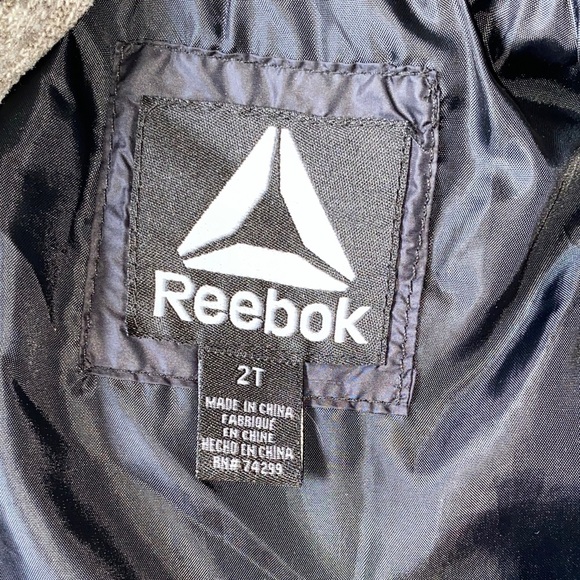 Reebok
2T
MADE IN CHINA
FABRIQUÉ
EN CHINE
HECHO EN CHINA
RN# 74299